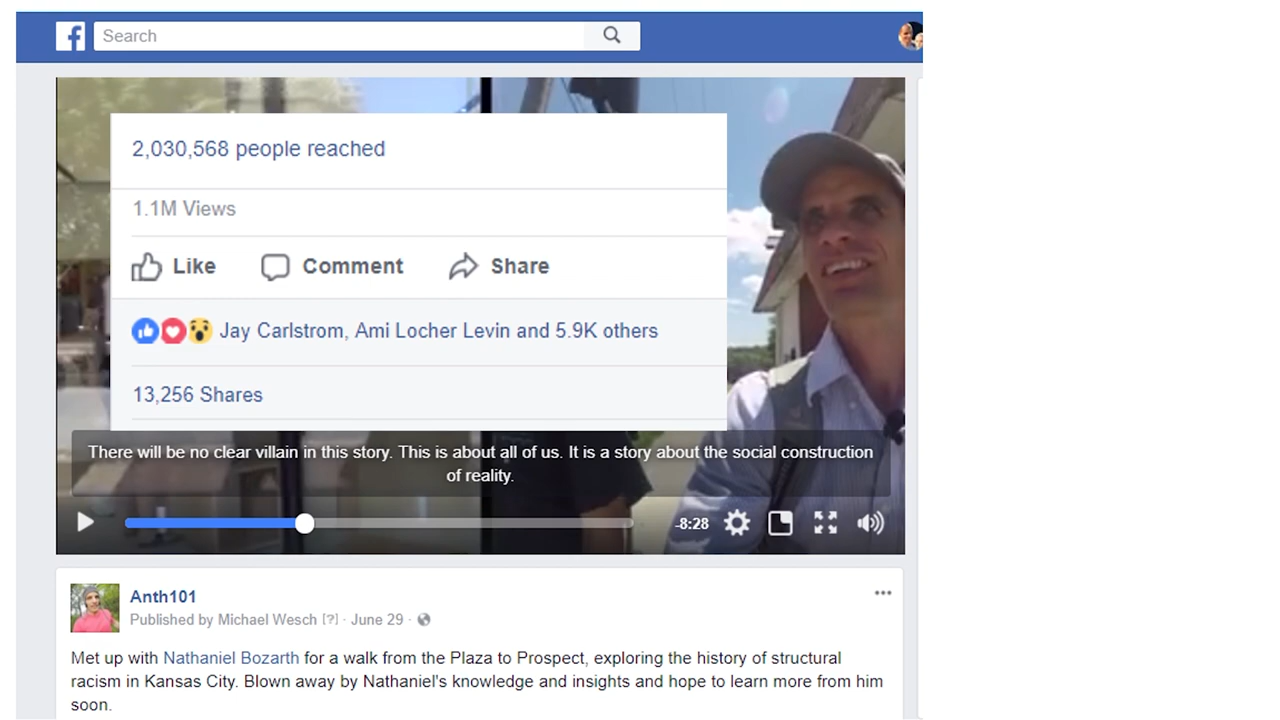 Search
2,030,568 people reached
1.1M Views
Like Comment Share
Jay Carlstrom, Ami Locher Levin and 5.9K others
13,256 Shares
There will be no clear villain in this story. This is about all of us. It is a story about the social construction
of reality.
-8:28
Anth101
Published by Michael Wesch [?] · June 29 ·
Met up with Nathaniel Bozarth for a walk from the Plaza to Prospect, exploring the history of structural
racism in Kansas City. Blown away by Nathaniel's knowledge and insights and hope to learn more from him
soon.